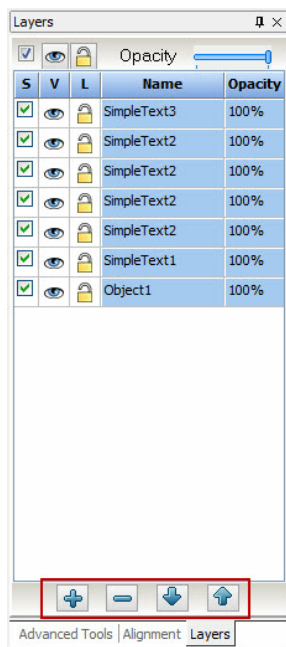 Layers
Opacity
S V L Name Opacity
SimpleText3 100%
SimpleText2 100%
SimpleText2 100%
SimpleText2 100%
SimpleText2 100%
SimpleText1 100%
Object1 100%
Advanced Tools Alignment Layers